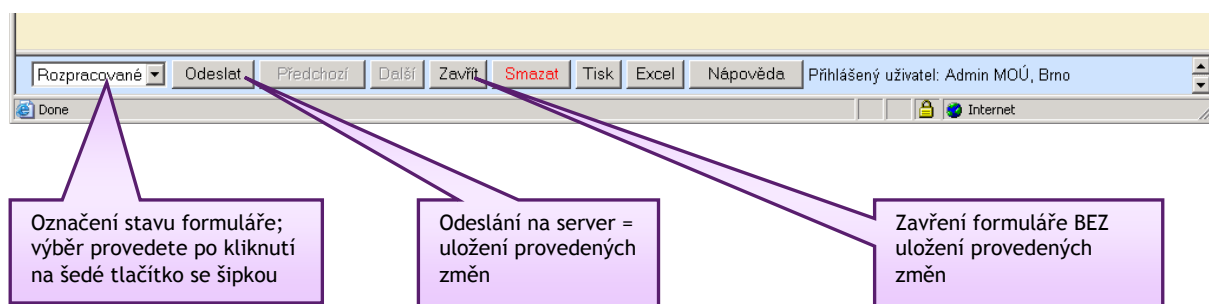 Rozpracované Odeslat Předchozí Další Zavřít Smazat Tisk Excel Nápověda Přihlášený uživatel: Admin MOÚ, Brno
Done Internet
Označení stavu formuláře;
výběr provedete po kliknutí
na šedé tlačítko se šipkou
Odeslání na server =
uložení provedených
změn
Zavření formuláře BEZ
uložení provedených
změn